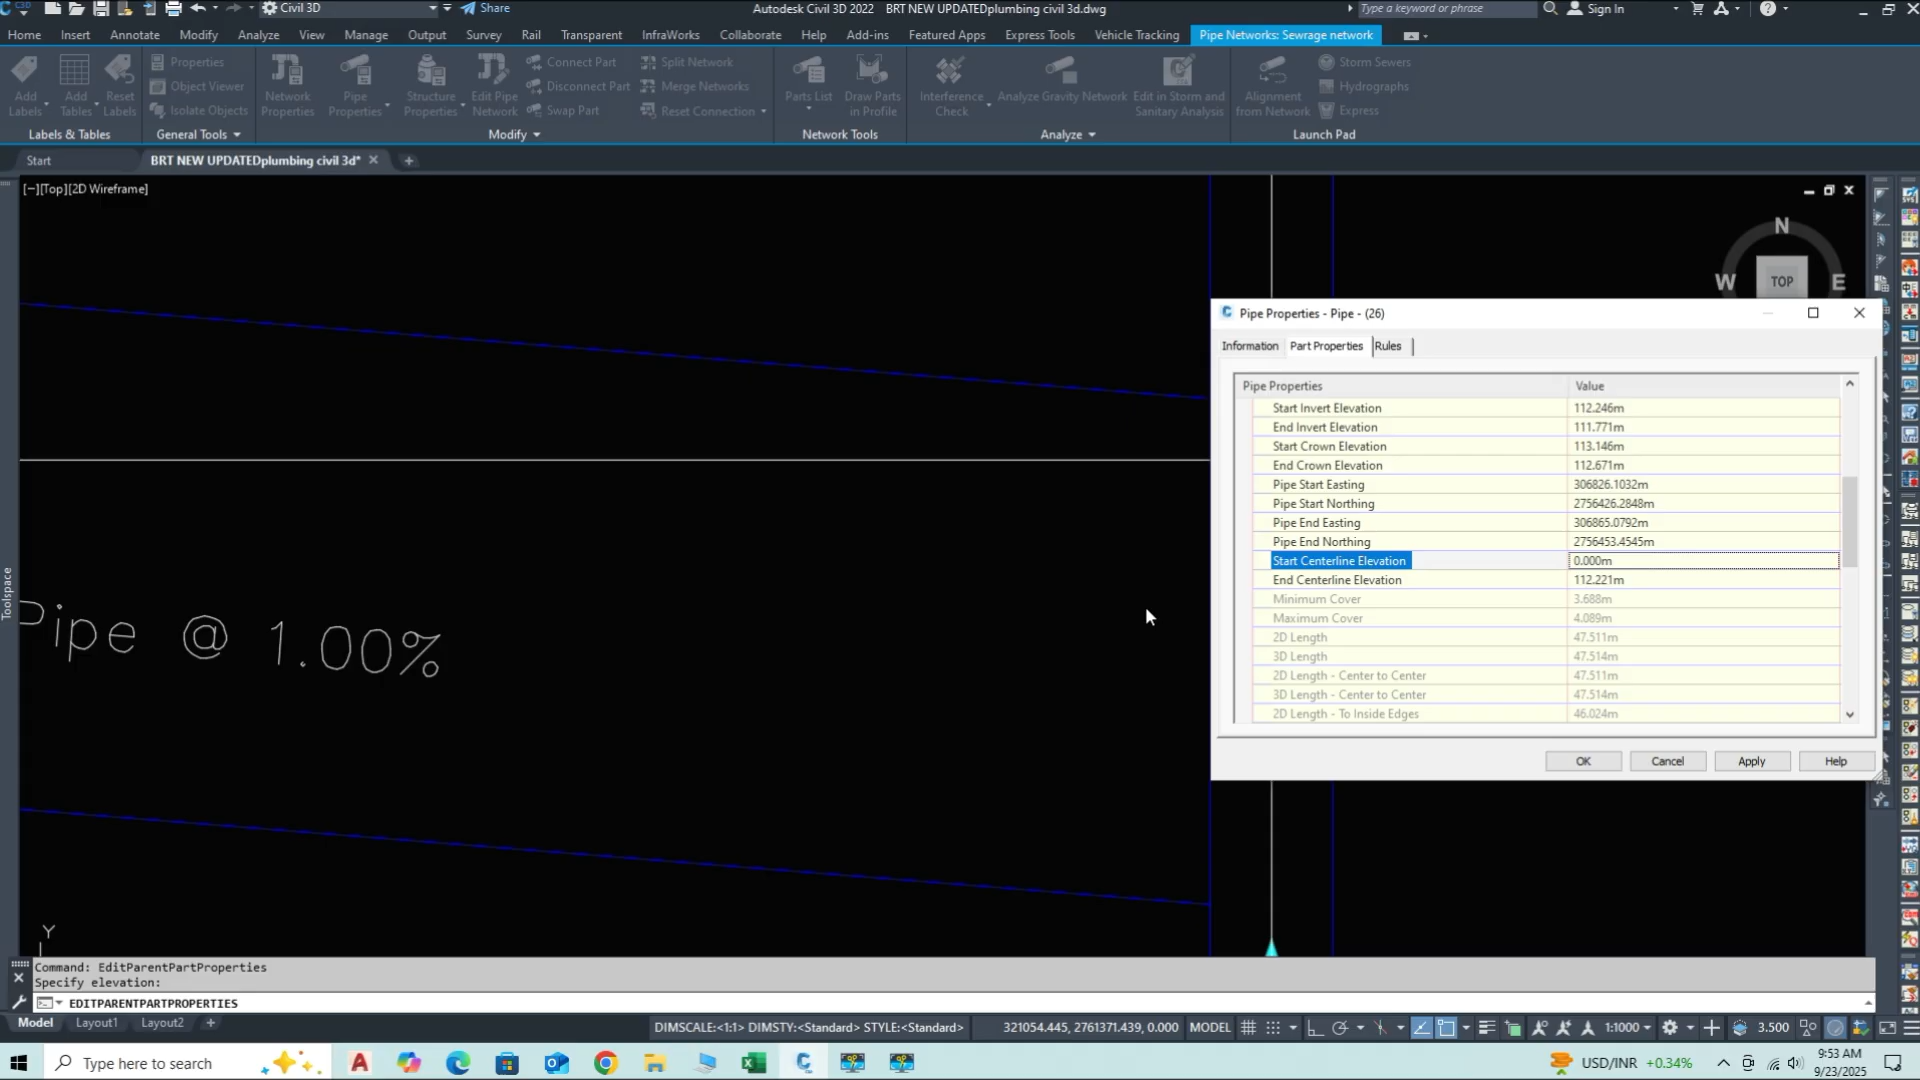 C3D
Civil 3D
Share
Autodesk Civil 3D 2022 BRT NEW UPDATEDplumbing civil 3d.dwg
Type a keyword or phrase
Sign In
Home Insert Annotate Modify Analyze View Manage Output Survey Rail Transparent InfraWorks Collaborate Help Add-ins Featured Apps Express Tools Vehicle Tracking Pipe Networks: Sewrage network
Properties Connect Part Split Network Storm Sewers
Object Viewer Disconnect Part Merge Networks Hydrographs
Add Labels Add Tables Reset Labels Network Properties Pipe Properties Structure Properties Edit Pipe Network Parts List Draw Parts in Profile Interference Check Analyze Gravity Network Edit in Storm and Sanitary Analysis Alignment from Network
Isolate Objects Swap Part Reset Connection Express
Labels & Tables General Tools Modify Network Tools Analyze Launch Pad
Start BRT NEW UPDATEDplumbing civil 3d*
[−][Top][2D Wireframe]
N
W TOP E
Toolspace
Pipe @ 1.00%
Y
Pipe Properties - Pipe - (26)
Information Part Properties Rules
Pipe Properties Value
Start Invert Elevation 112.246m
End Invert Elevation 111.771m
Start Crown Elevation 113.146m
End Crown Elevation 112.671m
Pipe Start Easting 306826.1032m
Pipe Start Northing 2756426.2848m
Pipe End Easting 306865.0792m
Pipe End Northing 2756453.4545m
Start Centerline Elevation 0.000m
End Centerline Elevation 112.221m
Minimum Cover 3.688m
Maximum Cover 4.089m
2D Length 47.511m
3D Length 47.514m
2D Length - Center to Center 47.511m
3D Length - Center to Center 47.514m
2D Length - To Inside Edges 46.024m
OK Cancel Apply Help
Command: EditParentPartProperties
Specify elevation:
EDITPARENTPARTPROPERTIES
Model Layout1 Layout2
DIMSCALE:<1:1> DIMSTY:<Standard> STYLE:<Standard> 321054.445, 2761371.439, 0.000 MODEL 1:1000 3.500
Type here to search
USD/INR +0.34%
9:53 AM
9/23/2025